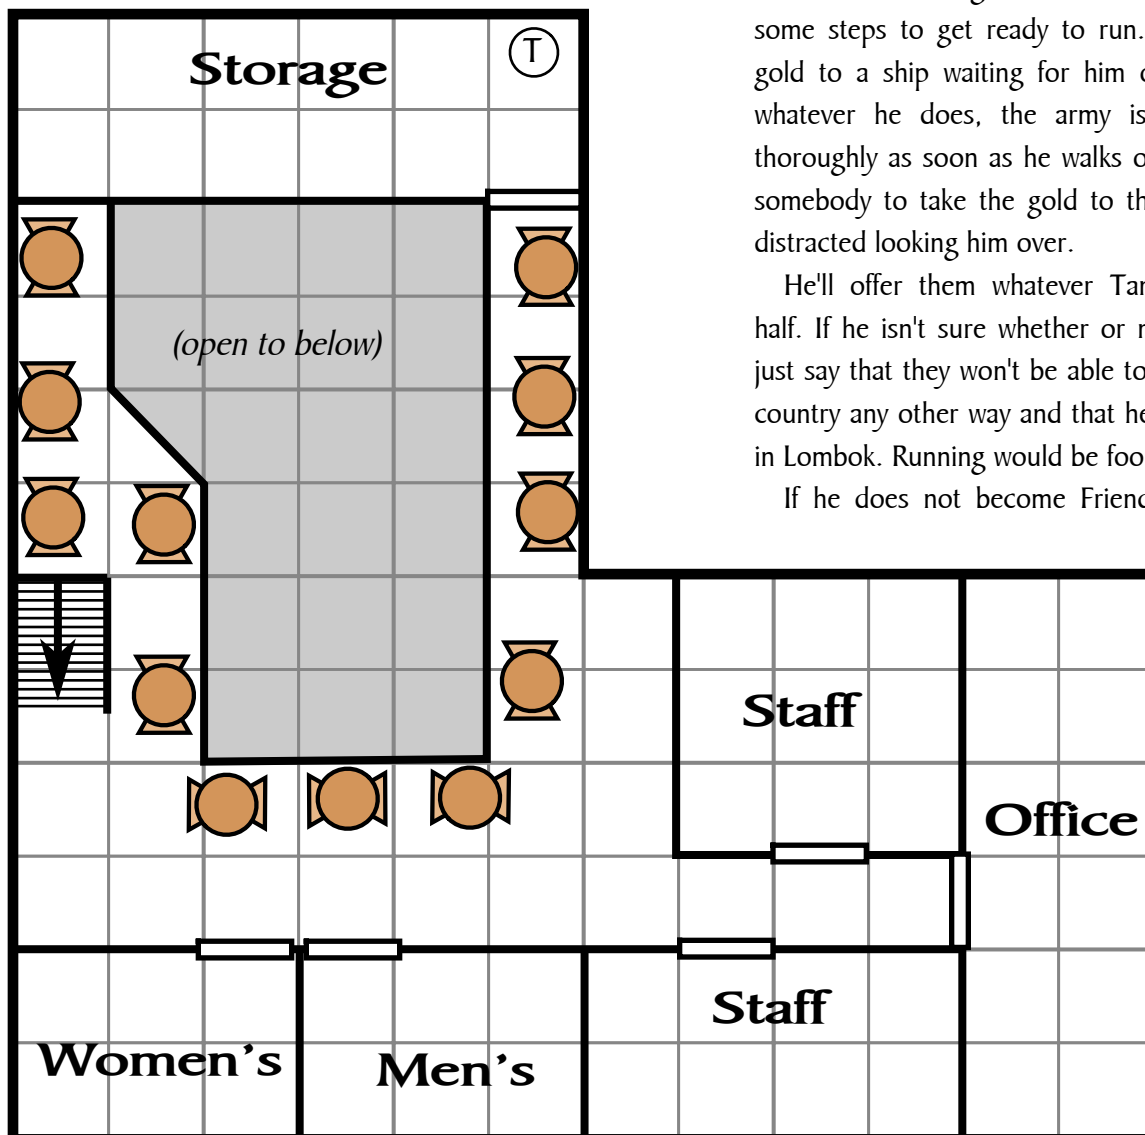 some steps to get ready to run.
gold to a ship waiting for him
whatever he does, the army is
thoroughly as soon as he walks
somebody to take the gold to
distracted looking him over.
He'll offer them whatever
half. If he isn't sure whether or
just say that they won't be able to
country any other way and that
in Lombok. Running would be
If he does not become
T
Storage
(open to below)
Staff
Office
Staff
Women's
Men's